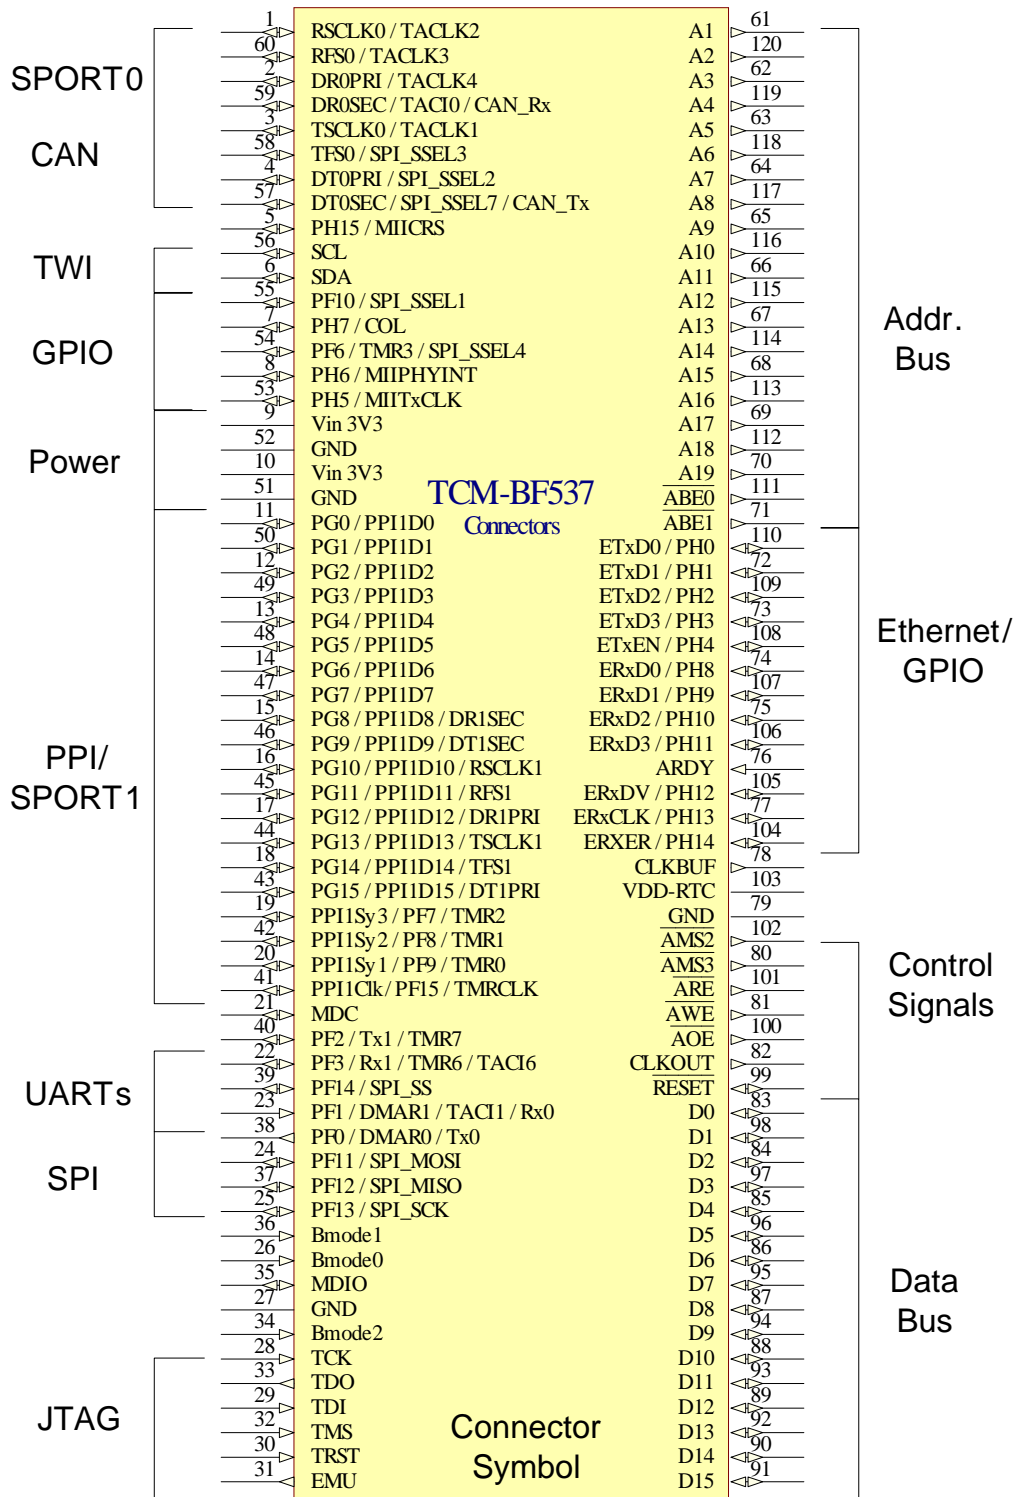 1 RSCLK0 / TACLK2 A1 61
60 RFS0 / TACLK3 A2 120
SPORT0 2 DR0PRI / TACLK4 A3 62
59 DR0SEC / TACI0 / CAN_Rx A4 119
3 TSCLK0 / TACLK1 A5 63
CAN 58 TFS0 / SPI_SSEL3 A6 118
4 DT0PRI / SPI_SSEL2 A7 64
57 DT0SEC / SPI_SSEL7 / CAN_Tx A8 117
5 PH15 / MIICRS A9 65
56 SCL A10 116
TWI 6 SDA A11 66
55 PF10 / SPI_SSEL1 A12 115
7 PH7 / COL A13 67 Addr.
GPIO 54 PF6 / TMR3 / SPI_SSEL4 A14 114 Bus
8 PH6 / MIIPHYINT A15 68
53 PH5 / MIITxCLK A16 113
9 Vin 3V3 A17 69
52 GND A18 112
Power 10 Vin 3V3 A19 70
51 GND TCM-BF537 ABE0 111
11 PG0 / PPI1D0 Connectors ABE1 71
50 PG1 / PPI1D1 ETxD0 / PH0 110
12 PG2 / PPI1D2 ETxD1 / PH1 72
49 PG3 / PPI1D3 ETxD2 / PH2 109
13 PG4 / PPI1D4 ETxD3 / PH3 73 Ethernet/
48 PG5 / PPI1D5 ETxEN / PH4 108
14 PG6 / PPI1D6 ERxD0 / PH8 74 GPIO
47 PG7 / PPI1D7 ERxD1 / PH9 107
15 PG8 / PPI1D8 / DR1SEC ERxD2 / PH10 75
46 PG9 / PPI1D9 / DT1SEC ERxD3 / PH11 106
PPI/ 16 PG10 / PPI1D10 / RSCLK1 ARDY 76
SPORT1 45 PG11 / PPI1D11 / RFS1 ERxDV / PH12 105
17 PG12 / PPI1D12 / DR1PRI ERxCLK / PH13 77
44 PG13 / PPI1D13 / TSCLK1 ERXER / PH14 104
18 PG14 / PPI1D14 / TFS1 CLKBUF 78
43 PG15 / PPI1D15 / DT1PRI VDD-RTC 103
19 PPI1Sy3 / PF7 / TMR2 GND 79
42 PPI1Sy2 / PF8 / TMR1 AMS2 102
20 PPI1Sy1 / PF9 / TMR0 AMS3 80 Control
41 PPI1Clk / PF15 / TMRCLK ARE 101 Signals
21 MDC AWE 81
40 PF2 / Tx1 / TMR7 AOE 100
22 PF3 / Rx1 / TMR6 / TACI6 CLKOUT 82
UARTs 39 PF14 / SPI_SS RESET 99
23 PF1 / DMAR1 / TACI1 / Rx0 D0 83
38 PF0 / DMAR0 / Tx0 D1 98
24 PF11 / SPI_MOSI D2 84
SPI 37 PF12 / SPI_MISO D3 97
25 PF13 / SPI_SCK D4 85
36 Bmode1 D5 96
26 Bmode0 D6 86
35 MDIO D7 95 Data
27 GND D8 87 Bus
34 Bmode2 D9 94
28 TCK D10 88
33 TDO D11 93
29 TDI D12 89
JTAG 32 TMS Connector D13 92
30 TRST Symbol D14 90
31 EMU D15 91